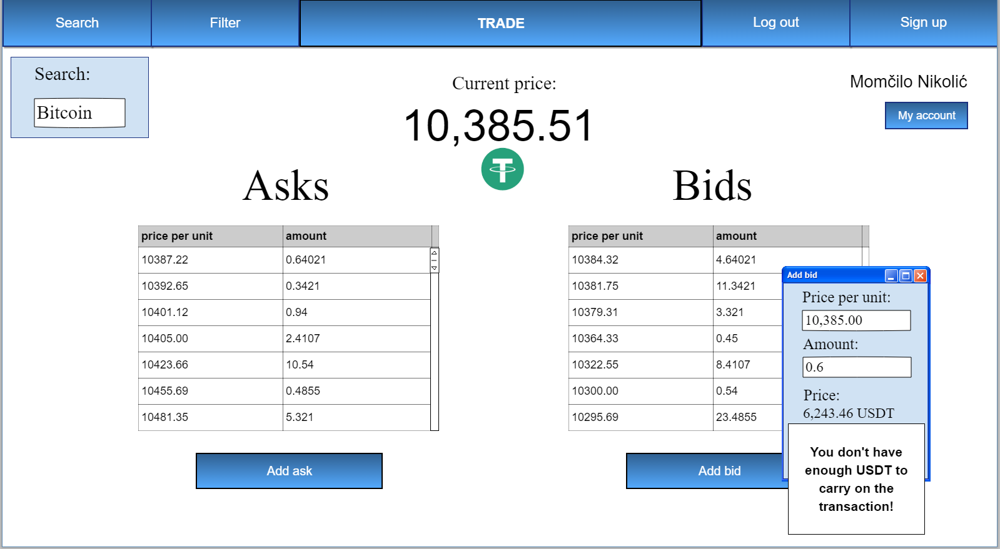 Search
Filter
TRADE
Log out
Sign up
Search:
Bitcoin
Current price:
10,385.51
Momčilo Nikolić
My account
Asks
price per unit amount
10387.22 0.64021
10392.65 0.3421
10401.12 0.94
10405.00 2.4107
10423.66 10.54
10455.69 0.4855
10481.35 5.321
Add ask
Bids
price per unit amount
10384.32 4.64021
10381.75 11.3421
10379.31 3.321
10364.33 0.45
10322.55 8.4107
10300.00 0.54
10295.69 23.4855
Add bid
Add bid
Price per unit:
10,385.00
Amount:
0.6
Price:
6,243.46 USDT
You don't have
enough USDT to
carry on the
transaction!